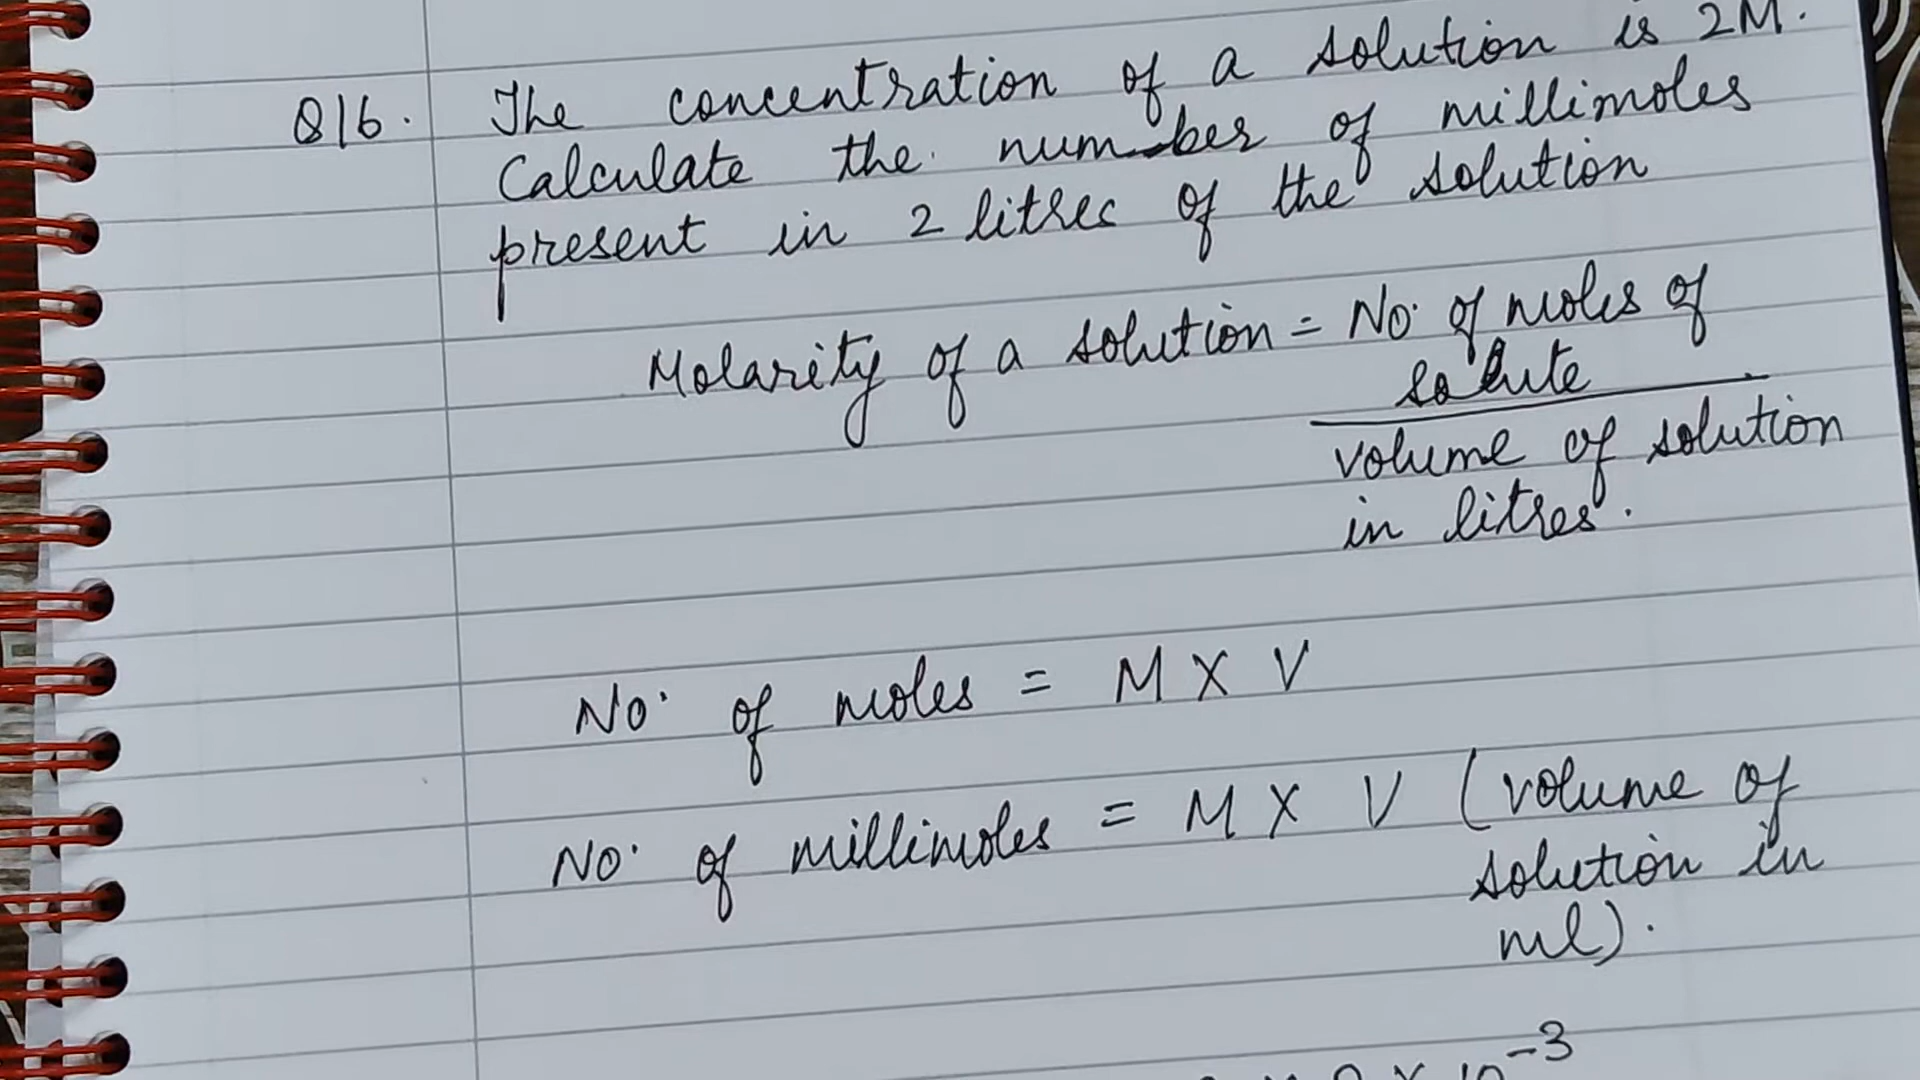 Q16. The concentration of a solution is 2M.
Calculate the number of millimoles
present in 2 litres of the solution
Molarity of a solution = No. of moles of
solute
volume of solution
in litres.
No. of moles = M X V
No. of millimoles = M X V (volume of
solution in
ml).
X 10⁻³